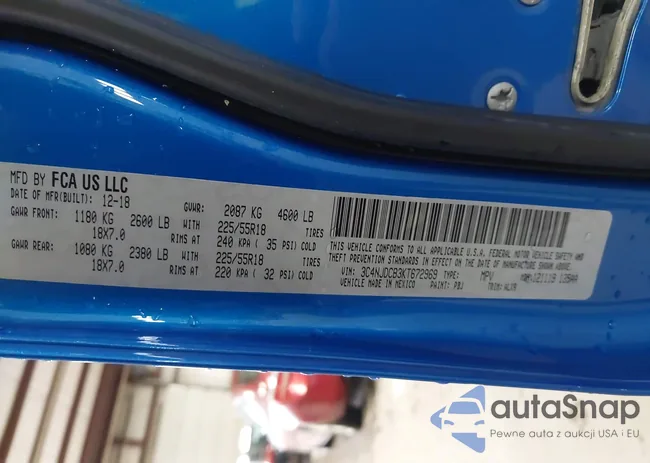 MFD BY FCA US LLC
DATE OF MFR(BUILT): 12-18 GVWR: 2087 KG 4600 LB
GAWR FRONT: 1180 KG 2600 LB WITH 225/55R18 TIRES
18X7.0 RIMS AT 240 KPA ( 35 PSI) COLD
GAWR REAR: 1080 KG 2380 LB WITH 225/55R18 TIRES
18X7.0 RIMS AT 220 KPA ( 32 PSI) COLD
THIS VEHICLE CONFORMS TO ALL APPLICABLE U.S.A. FEDERAL MOTOR VEHICLE SAFETY AND
THEFT PREVENTION STANDARDS IN EFFECT ON THE DATE OF MANUFACTURE SHOWN ABOVE.
VIN: 3C4NJDCB3KT672969 TYPE: MPV
VEHICLE MADE IN MEXICO PAINT: PBJ TRIM:
autaSnap
Pewne auta z aukcji USA i EU